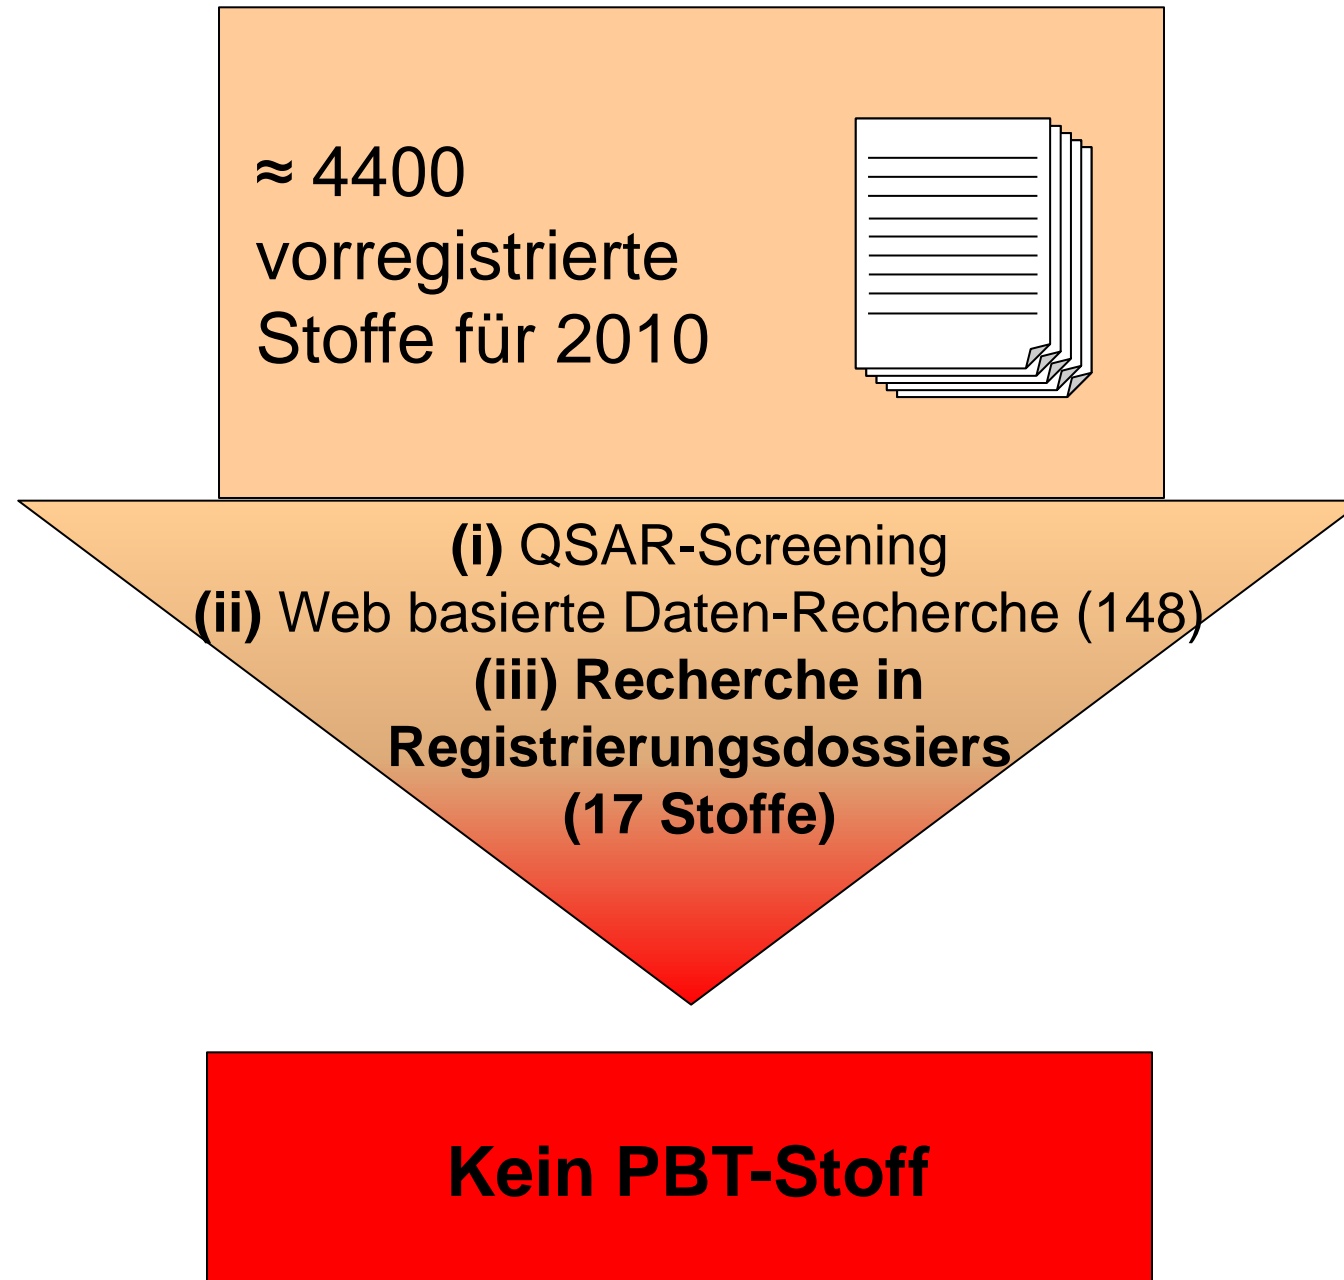 ≈ 4400
vorregistrierte
Stoffe für 2010
(i) QSAR-Screening
(ii) Web basierte Daten-Recherche (148)
(iii) Recherche in
Registrierungsdossiers
(17 Stoffe)
Kein PBT-Stoff